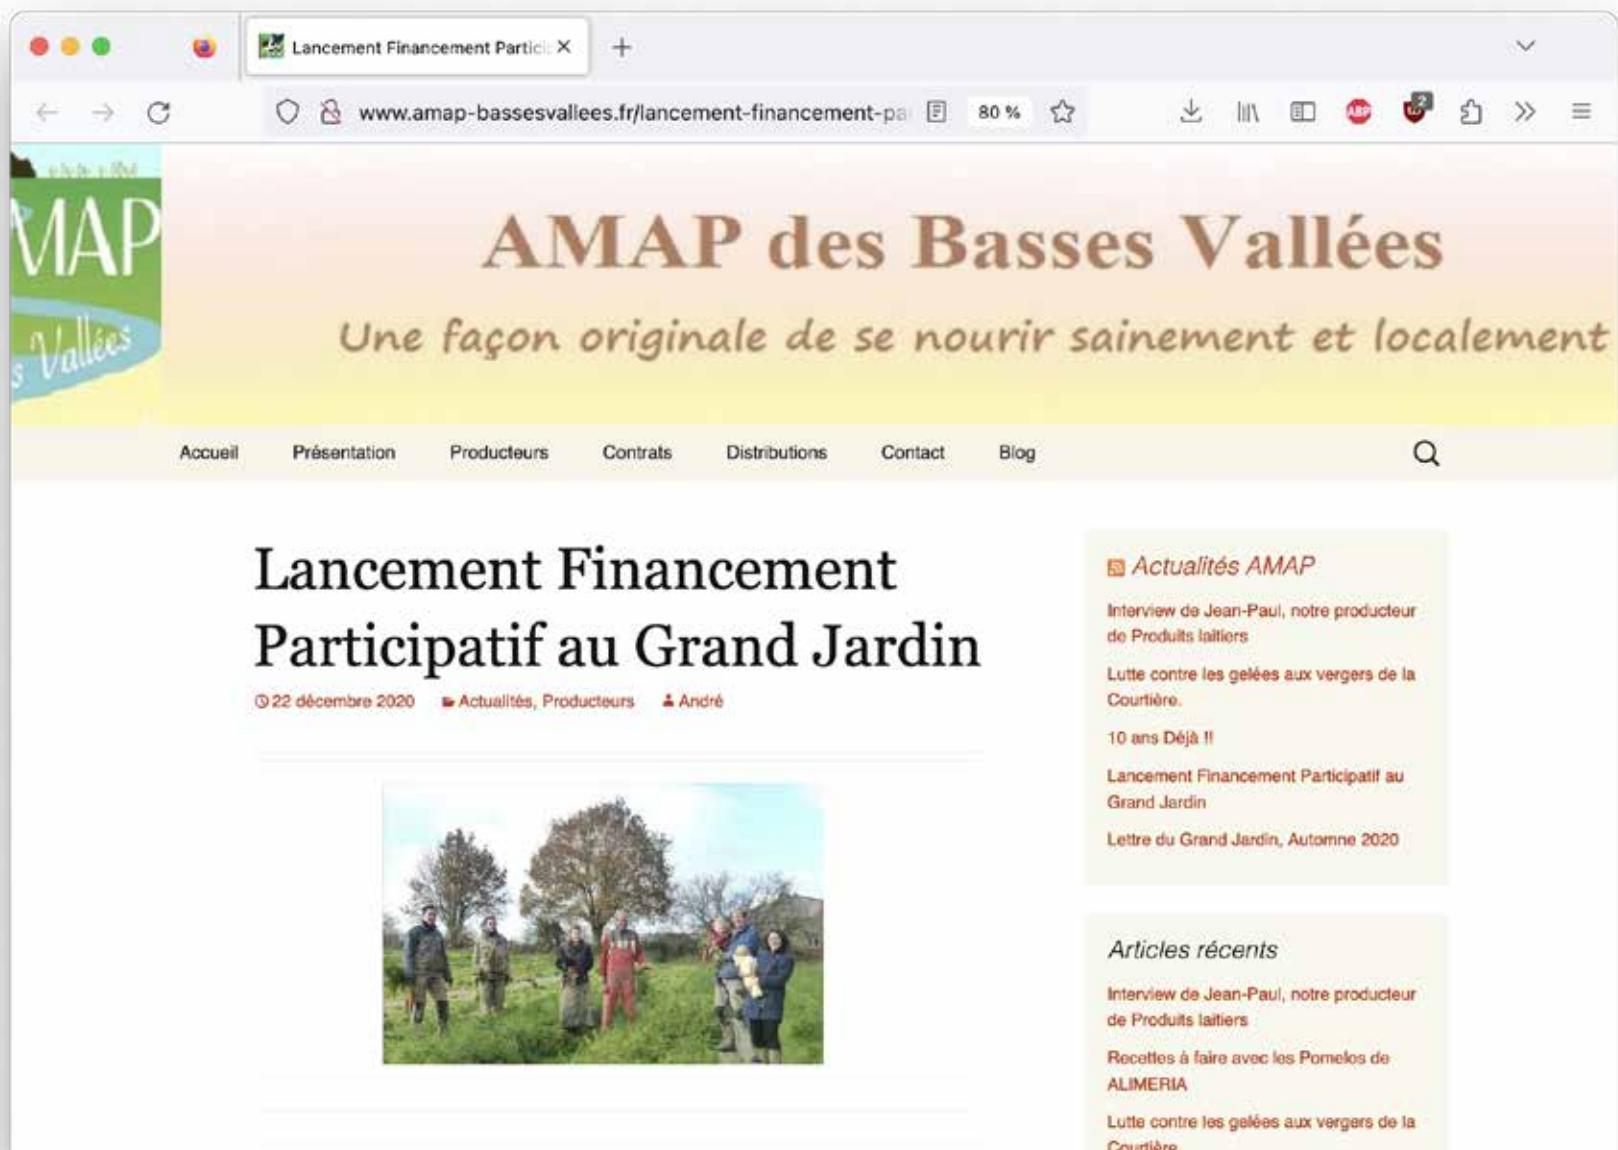 Lancement Financement Partici
www.amap-bassesvallees.fr/lancement-financement-pa
80 %
ABP
2
MAP
s Vallées
AMAP des Basses Vallées
Une façon originale de se nourrir sainement et localement
Accueil
Présentation
Producteurs
Contrats
Distributions
Contact
Blog
Lancement Financement
Participatif au Grand Jardin
22 décembre 2020
Actualités, Producteurs
André
Actualités AMAP
Interview de Jean-Paul, notre producteur
de Produits laitiers
Lutte contre les gelées aux vergers de la
Courtière.
10 ans Déjà !!
Lancement Financement Participatif au
Grand Jardin
Lettre du Grand Jardin, Automne 2020
Articles récents
Interview de Jean-Paul, notre producteur
de Produits laitiers
Recettes à faire avec les Pomelos de
ALIMERIA
Lutte contre les gelées aux vergers de la
Courtière